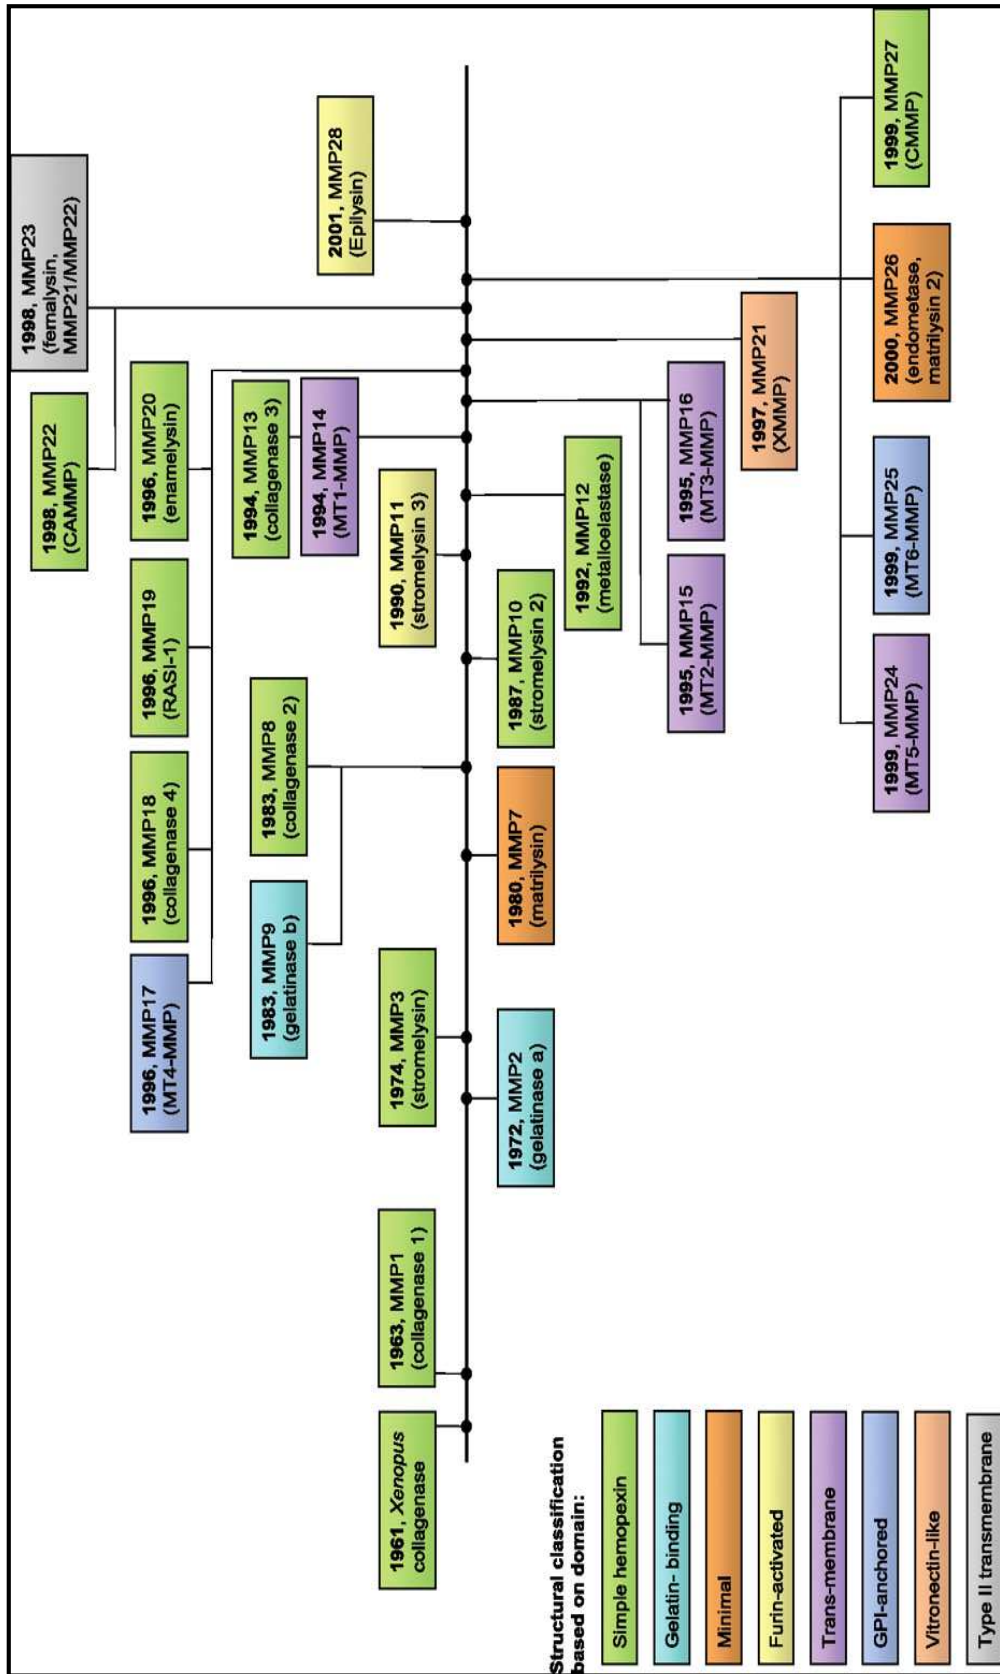 1998, MMP23
(femalysin,
MMP21/MMP22)
1998, MMP22
(CAMMP)
1996, MMP17
(MT4-MMP)
1996, MMP18
(collagenase 4)
1996, MMP19
(RASI-1)
1996, MMP20
(enamelysin)
1983, MMP9
(gelatinase b)
1983, MMP8
(collagenase 2)
1994, MMP13
(collagenase 3)
1994, MMP14
(MT1-MMP)
2001, MMP28
(Epilysin)
1961, Xenopus
collagenase
1963, MMP1
(collagenase 1)
1974, MMP3
(stromelysin)
1990, MMP11
(stromelysin 3)
1972, MMP2
(gelatinase a)
1980, MMP7
(matrilysin)
1987, MMP10
(stromelysin 2)
1992, MMP12
(metalloelastase)
1995, MMP15
(MT2-MMP)
1995, MMP16
(MT3-MMP)
1997, MMP21
(XMMP)
1999, MMP24
(MT5-MMP)
1999, MMP25
(MT6-MMP)
2000, MMP26
(endometase,
matrilysin 2)
1999, MMP27
(CMMP)
Structural classification
based on domain:
Simple hemopexin
Gelatin- binding
Minimal
Furin-activated
Trans-membrane
GPI-anchored
Vitronectin-like
Type II transmembrane